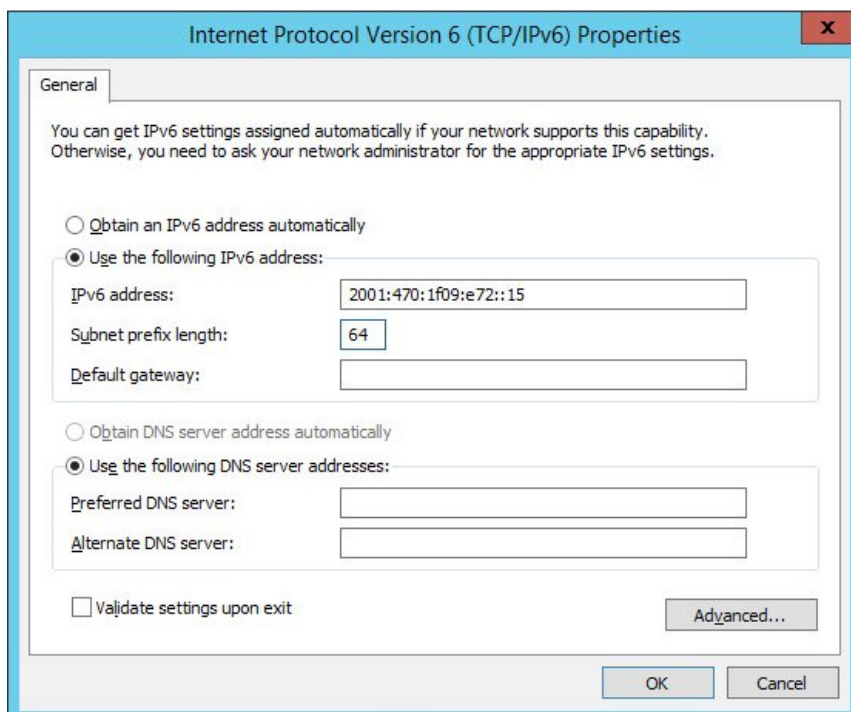 Internet Protocol Version 6 (TCP/IPv6) Properties
x
General
You can get IPv6 settings assigned automatically if your network supports this capability.
Otherwise, you need to ask your network administrator for the appropriate IPv6 settings.
Obtain an IPv6 address automatically
Use the following IPv6 address:
IPv6 address: 2001:470:1f09:e72::15
Subnet prefix length: 64
Default gateway:
Obtain DNS server address automatically
Use the following DNS server addresses:
Preferred DNS server:
Alternate DNS server:
Validate settings upon exit
Advanced...
OK Cancel